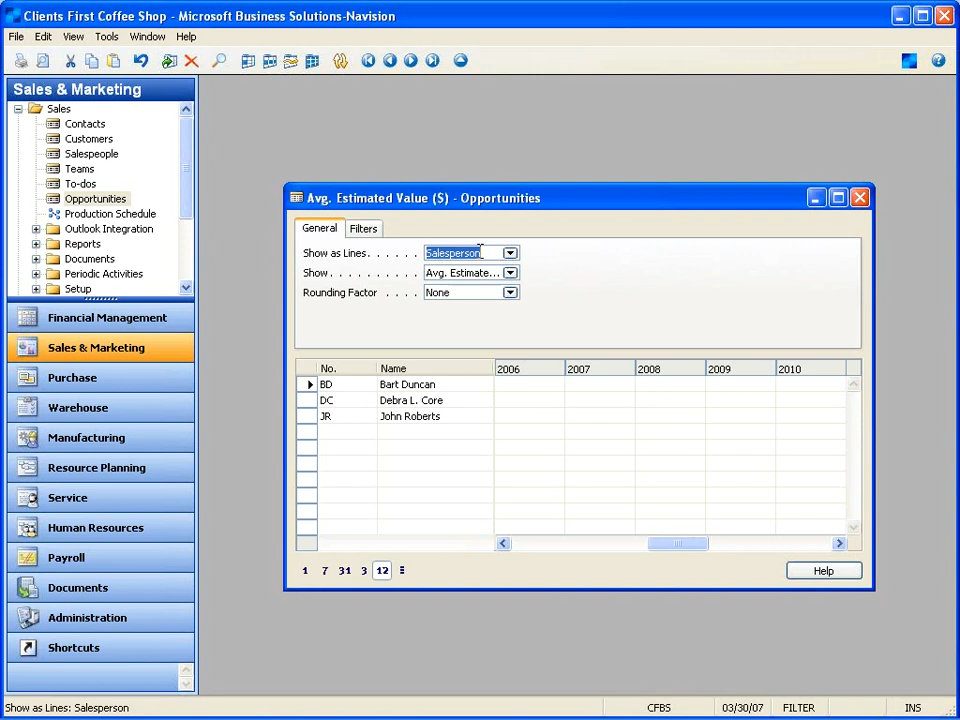 Clients First Coffee Shop - Microsoft Business Solutions-Navision
File Edit View Tools Window Help
Sales & Marketing
Sales
Contacts
Customers
Salespeople
Teams
To-dos
Opportunities
Production Schedule
Outlook Integration
Reports
Documents
Periodic Activities
Setup
Financial Management
Sales & Marketing
Purchase
Warehouse
Manufacturing
Resource Planning
Service
Human Resources
Payroll
Documents
Administration
Shortcuts
Avg. Estimated Value ($) - Opportunities
General Filters
Show as Lines. . . . . . Salesperson
Show . . . . . . . . . . Avg. Estimate...
Rounding Factor . . . . None
No. Name 2006 2007 2008 2009 2010
BD Bart Duncan
DC Debra L. Core
JR John Roberts
1 7 31 3 12
Help
Show as Lines: Salesperson CFBS 03/30/07 FILTER INS